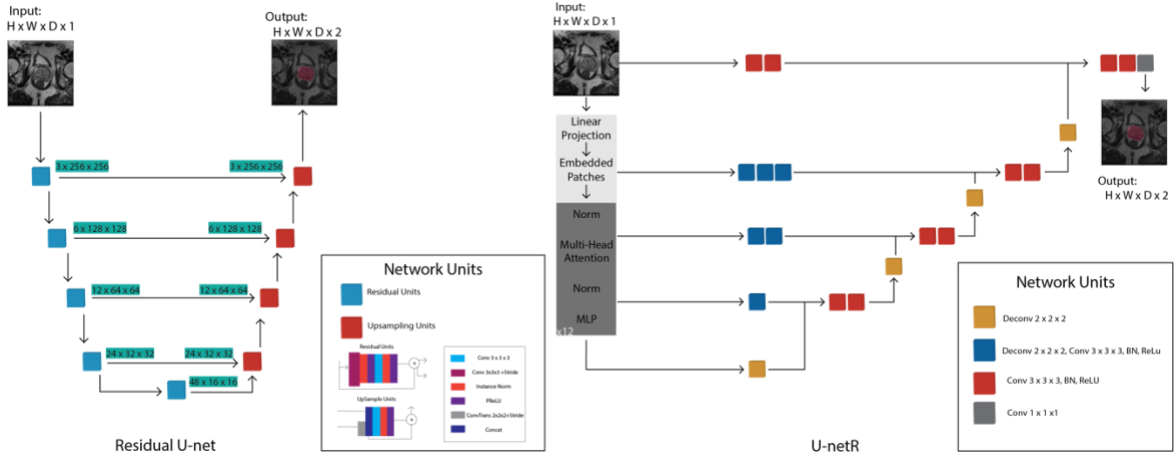 Input:
H x W x D x 1
Output:
H x W x D x 2
3 x 256 x 256
3 x 256 x 256
6 x 128 x 128
6 x 128 x 128
12 x 64 x 64
12 x 64 x 64
24 x 32 x 32
24 x 32 x 32
48 x 16 x 16
Residual U-net
Network Units
Residual Units
Upsampling Units
Residual Units
UpSample Units
Conv 3 x 3 x 3
Conv 3x3x3 +Stride
Instance Norm
PReLU
ConvTrans 2x2x2+Stride
Concat
Input:
H x W x D x 1
Linear
Projection
Embedded
Patches
Norm
Multi-Head
Attention
Norm
MLP
x12
Output:
H x W x D x 2
U-netR
Network Units
Deconv 2 x 2 x 2
Deconv 2 x 2 x 2, Conv 3 x 3 x 3, BN, ReLu
Conv 3 x 3 x 3, BN, ReLU
Conv 1 x 1 x1